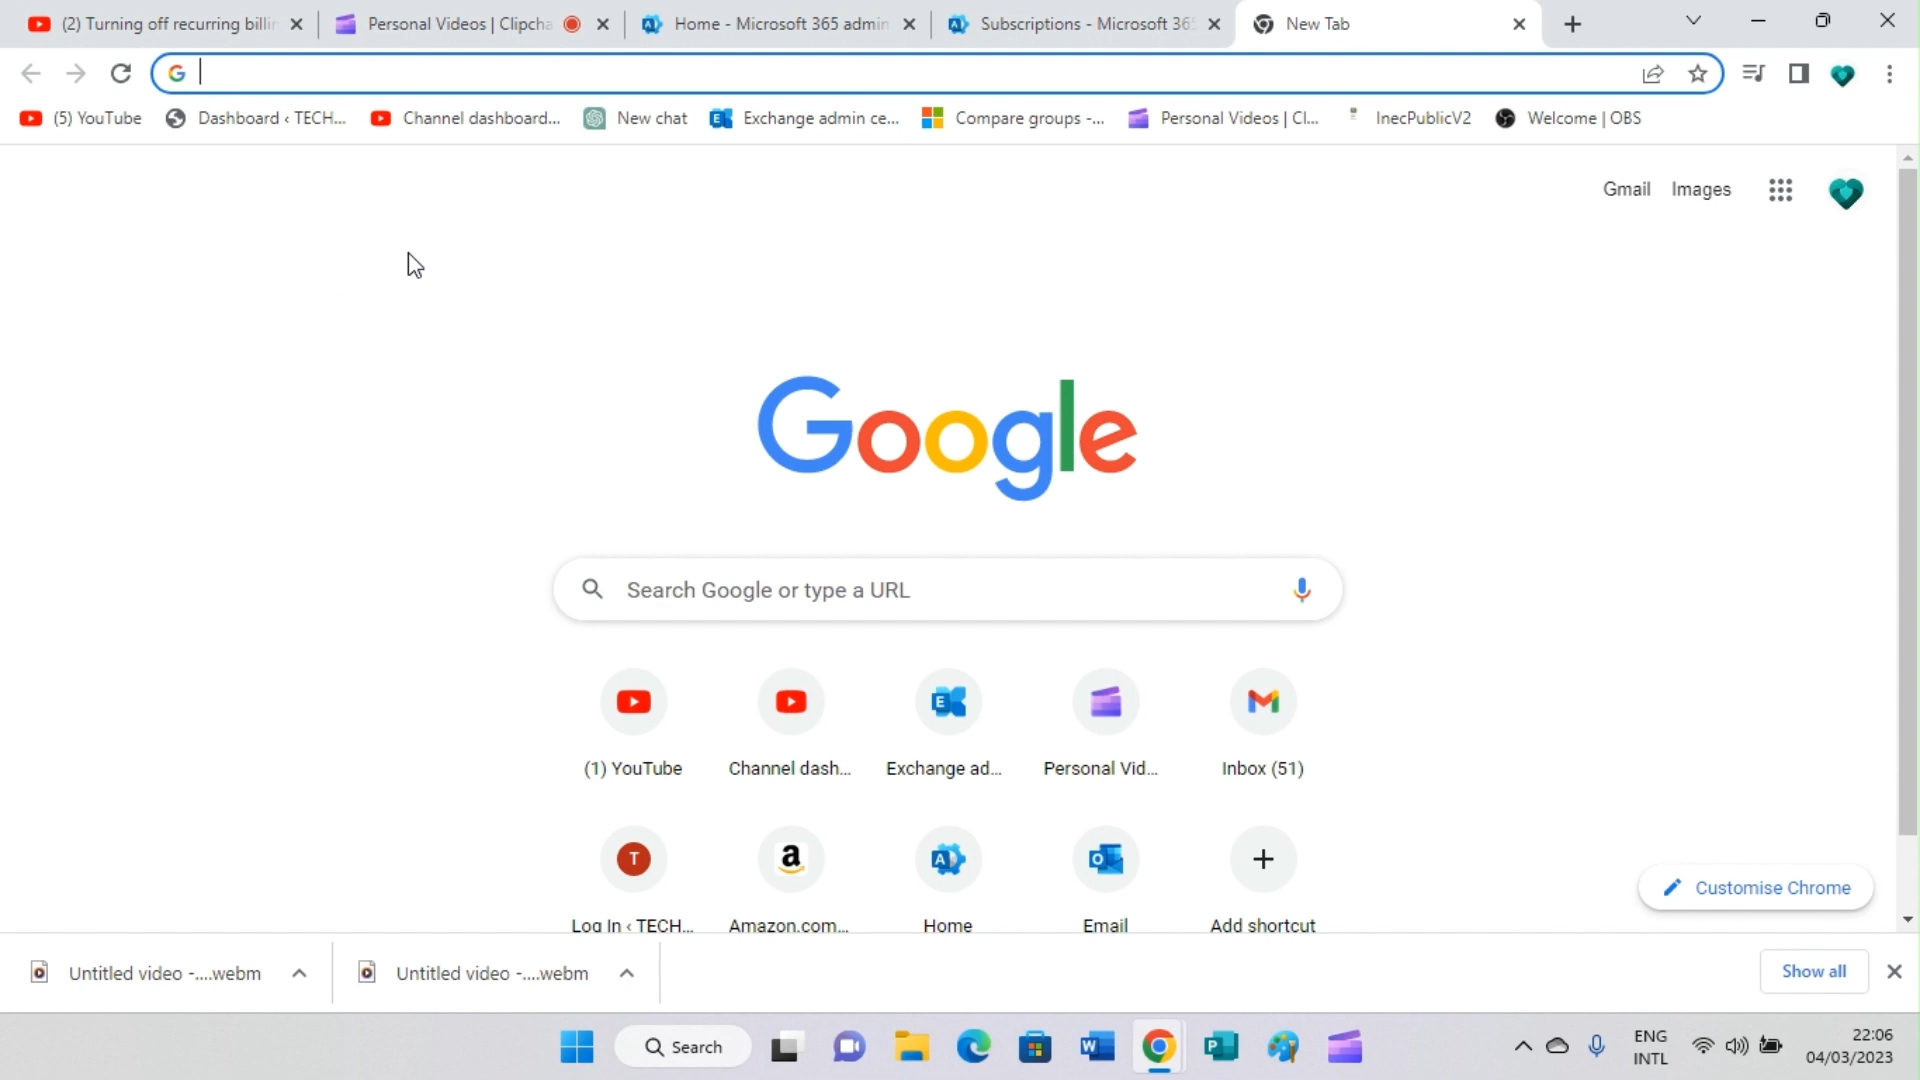 (2) Turning off recurring billin
Personal Videos | Clipcha
Home - Microsoft 365 admin
Subscriptions - Microsoft 365
New Tab
(5) YouTube
Dashboard ‹ TECH...
Channel dashboard...
New chat
Exchange admin ce...
Compare groups -...
Personal Videos | Cl...
InecPublicV2
Welcome | OBS
Gmail
Images
Google
Search Google or type a URL
(1) YouTube
Channel dash...
Exchange ad...
Personal Vid...
Inbox (51)
T
Log In ‹ TECH...
Amazon.com...
Home
Email
Add shortcut
Customise Chrome
Untitled video -....webm
Untitled video -....webm
Show all
Search
ENG
INTL
22:06
04/03/2023